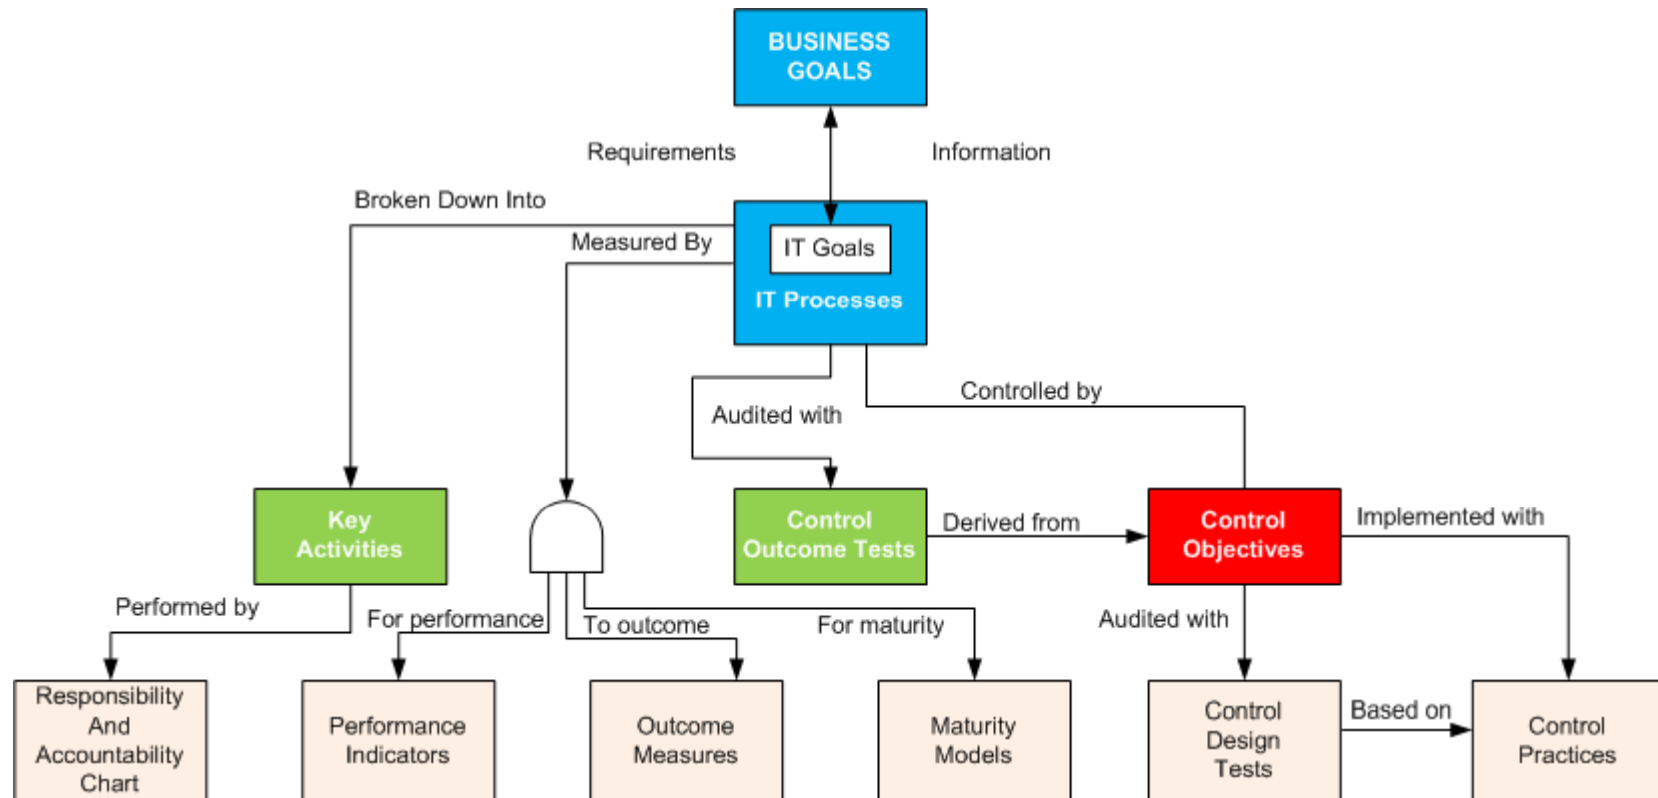 BUSINESS
GOALS
Requirements
Information
Broken Down Into
Measured By
IT Goals
IT Processes
Controlled by
Audited with
Key
Activities
Control
Outcome Tests
Derived from
Control
Objectives
Implemented with
Performed by
For performance
To outcome
For maturity
Audited with
Responsibility
And
Accountability
Chart
Performance
Indicators
Outcome
Measures
Maturity
Models
Control
Design
Tests
Based on
Control
Practices